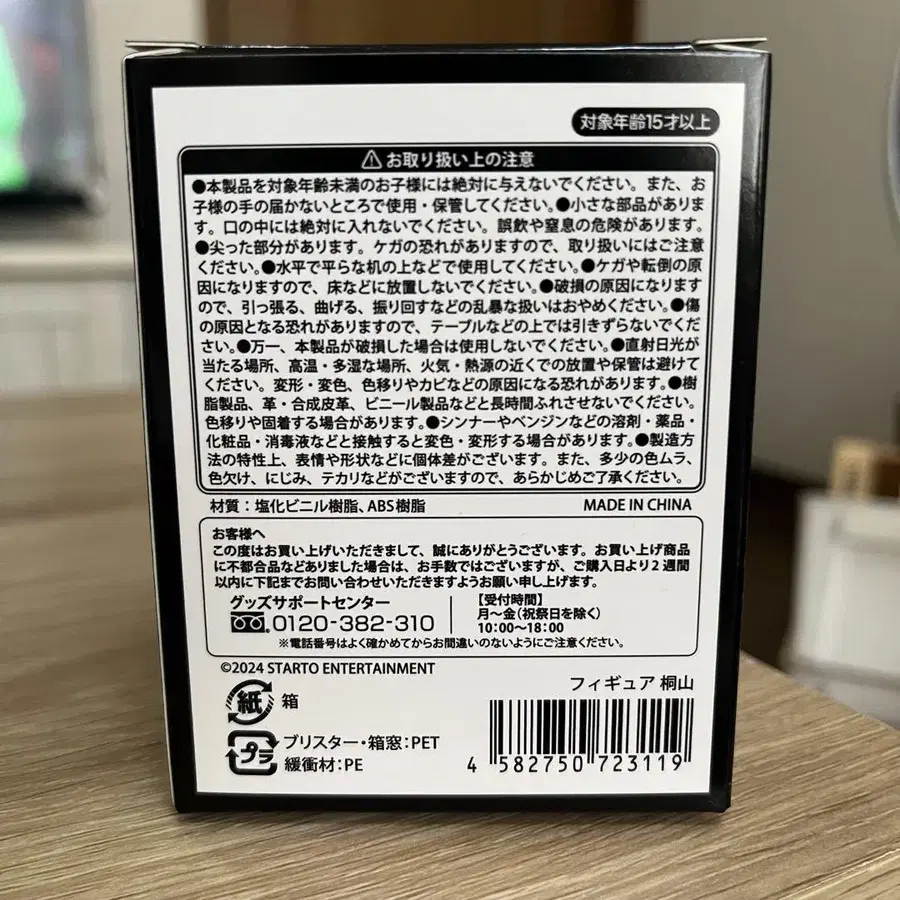 対象年齢15才以上
⚠お取り扱い上の注意
●本製品を対象年齢未満のお子様には絶対に与えないでください。また、お
子様の手の届かないところで使用・保管してください。●小さな部品がありま
す。口の中には絶対に入れないでください。誤飲や窒息の危険があります。
●尖った部分があります。ケガの恐れがありますので、取り扱いにはご注意
ください。●水平で平らな机の上などで使用してください。●ケガや転倒の原
因になりますので、床などに放置しないでください。●破損の原因になります
ので、引っ張る、曲げる、振り回すなどの乱暴な扱いはおやめください。●傷
の原因となる恐れがありますので、テーブルなどの上では引きずらないでくだ
さい。●万一、本製品が破損した場合は使用しないでください。●直射日光が
当たる場所、高温・多湿な場所、火気・熱源の近くでの放置や保管は避けて
ください。変形・変色、色移りやカビなどの原因になる恐れがあります。●樹
脂製品、革・合成皮革、ビニール製品などと長時間ふれさせないでください。
色移りや固着する場合があります。●シンナーやベンジンなどの溶剤・薬品・
化粧品・消毒液などと接触すると変色・変形する場合があります。●製造方
法の特性上、表情や形状などに個体差がございます。また、多少の色ムラ、
色欠け、にじみ、テカリなどがございますので、あらかじめご了承ください。
材質:塩化ビニル樹脂、ABS樹脂 MADE IN CHINA
お客様へ
この度はお買い上げいただきまして、誠にありがとうございます。お買い上げ商品
に不都合品などありました場合は、お手数ではございますが、ご購入日より2週間
以内に下記までお問い合わせいただきますようお願い申し上げます。
グッズサポートセンター
0120-382-310
【受付時間】
月〜金(祝祭日を除く)
10:00〜18:00
※電話番号はよく確かめてからお間違いのないようにご注意ください。
©2024 STARTO ENTERTAINMENT
フィギュア 桐山
紙 箱
プラ ブリスター・箱窓:PET
緩衝材:PE
4 582750 723119